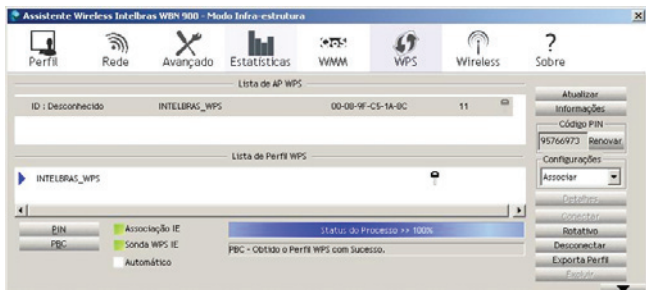 Assistente Wireless Intelbras WBN 900 - Modo Infra-estrutura
Perfil Rede Avançado Estatísticas WMM WPS Wireless Sobre
Lista de AP WPS
ID : Desconhecido INTELBRAS_WPS 00-08-9F-C5-1A-0C 11
Lista de Perfil WPS
INTELBRAS_WPS
PIN
PBC
Associação IE
Sonda WPS IE
Automático
Status do Processo >> 100%
PBC - Obtido o Perfil WPS com Sucesso.
Atualizar
Informações
Código PIN
95766973 Renovar
Configurações
Associar
Detalhes
Conectar
Rotativo
Desconectar
Exporta Perfil
Excluir